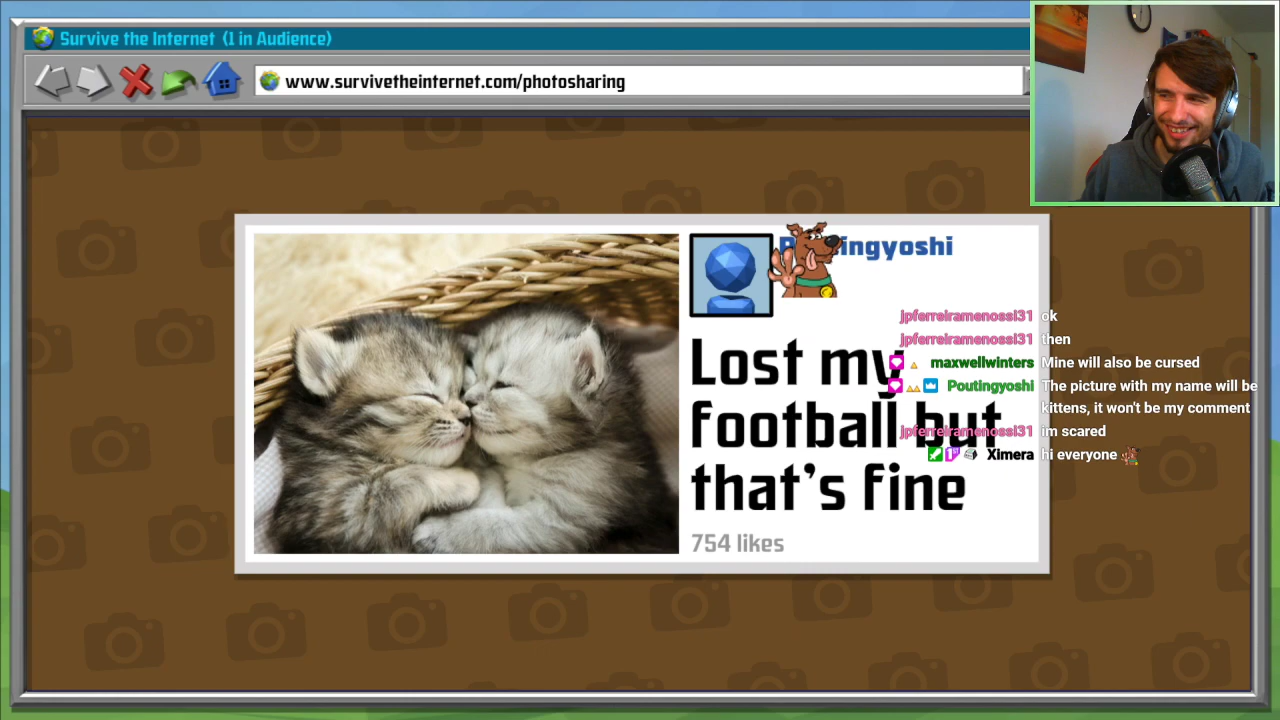 Survive the Internet (1 in Audience)
www.survivetheinternet.com/photosharing
ingyoshi
Lost my
football but
that's fine
754 likes
jpferreiramenossi31 ok
jpferreiramenossi31 then
maxwellwinters Mine will also be cursed
Poutingyoshi The picture with my name will be
kittens, it won't be my comment
jpferreiramenossi31 im scared
Ximera hi everyone